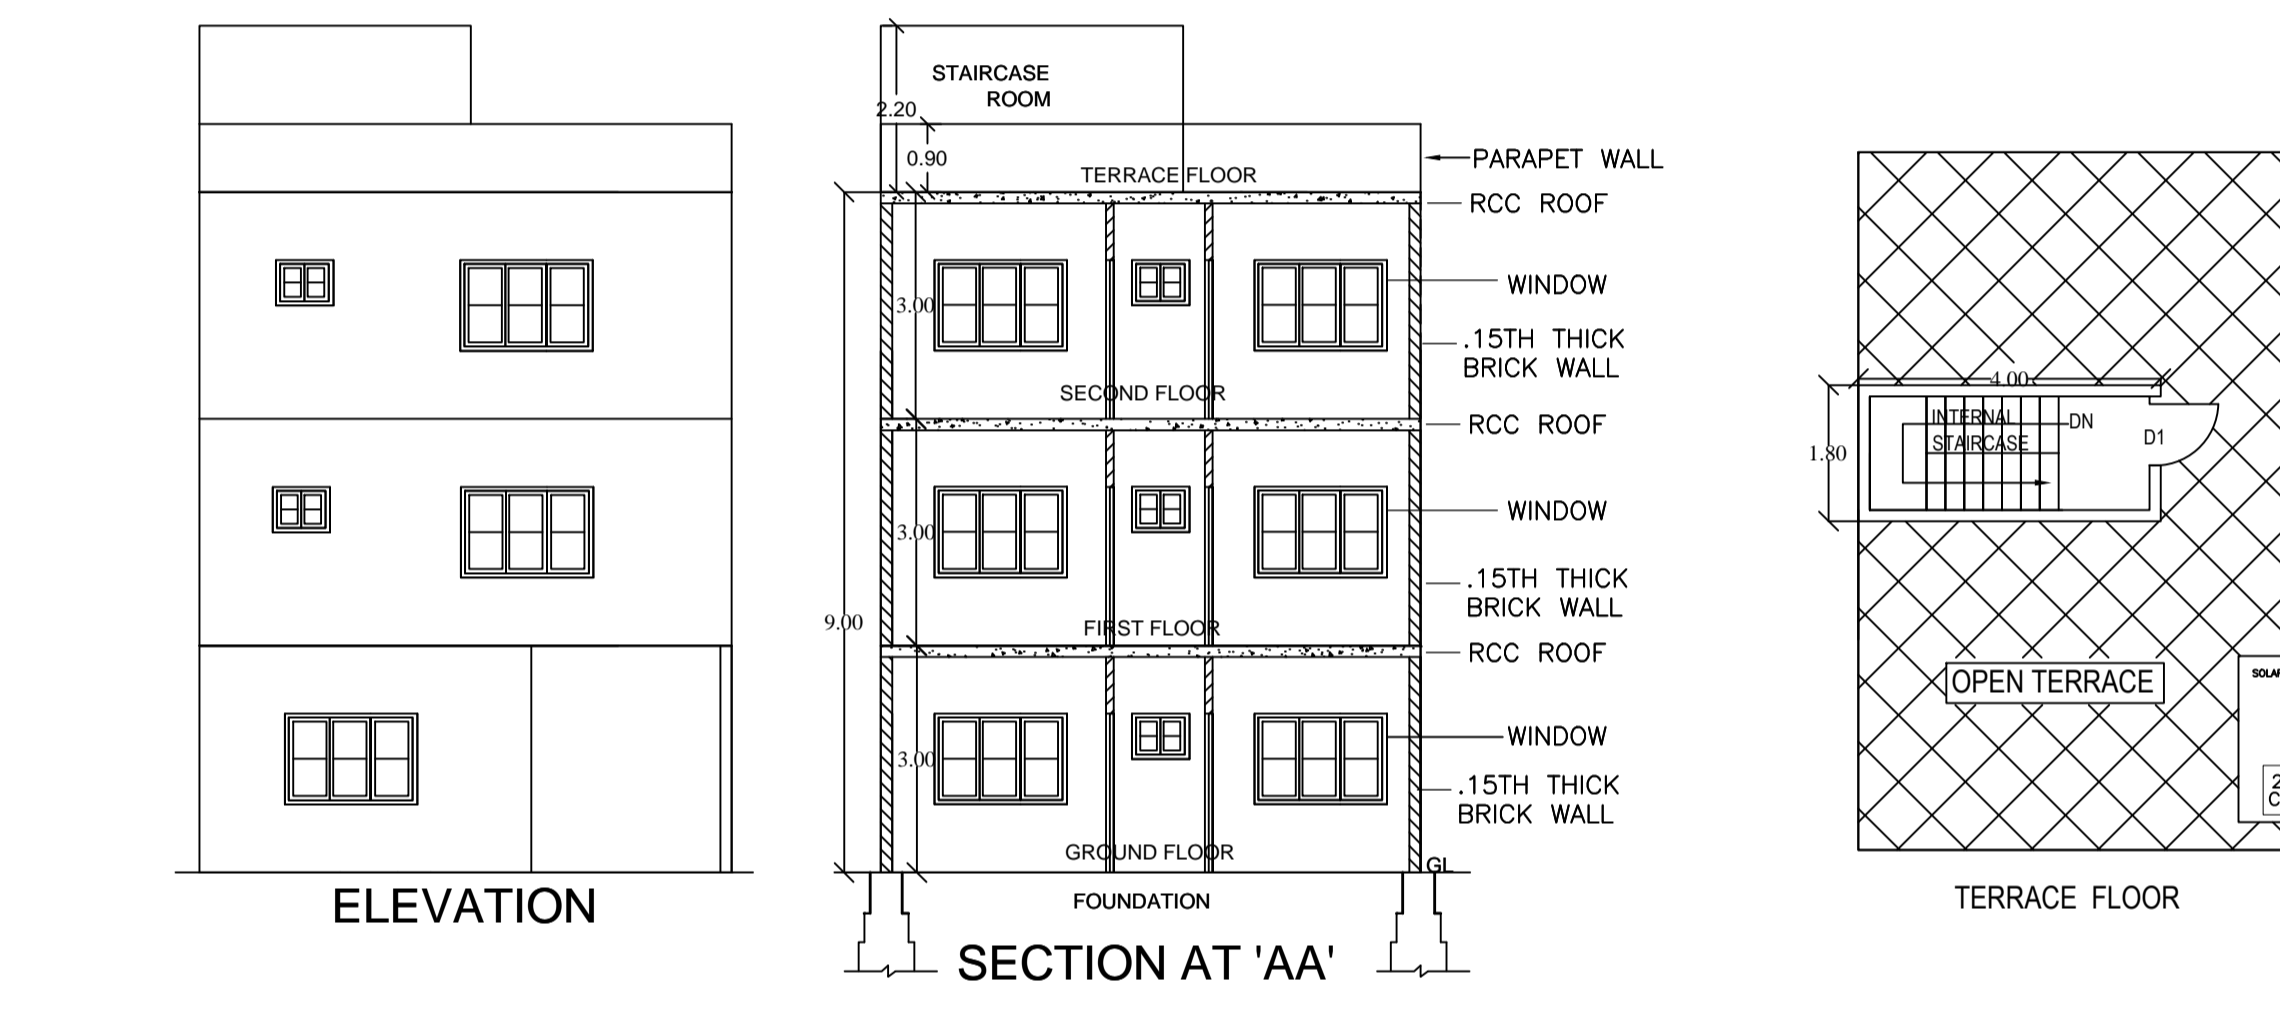 STAIRCASE
ROOM
2.20
0.90
TERRACE FLOOR
PARAPET WALL
RCC ROOF
WINDOW
3.00
.15TH THICK
BRICK WALL
SECOND FLOOR
RCC ROOF
WINDOW
3.00
.15TH THICK
BRICK WALL
9.00
FIRST FLOOR
RCC ROOF
WINDOW
3.00
.15TH THICK
BRICK WALL
GROUND FLOOR
GL
FOUNDATION
ELEVATION
SECTION AT 'AA'
4.00
INTERNAL
STAIRCASE
DN
D1
1.80
OPEN TERRACE
SOLAR
2
C
TERRACE FLOOR